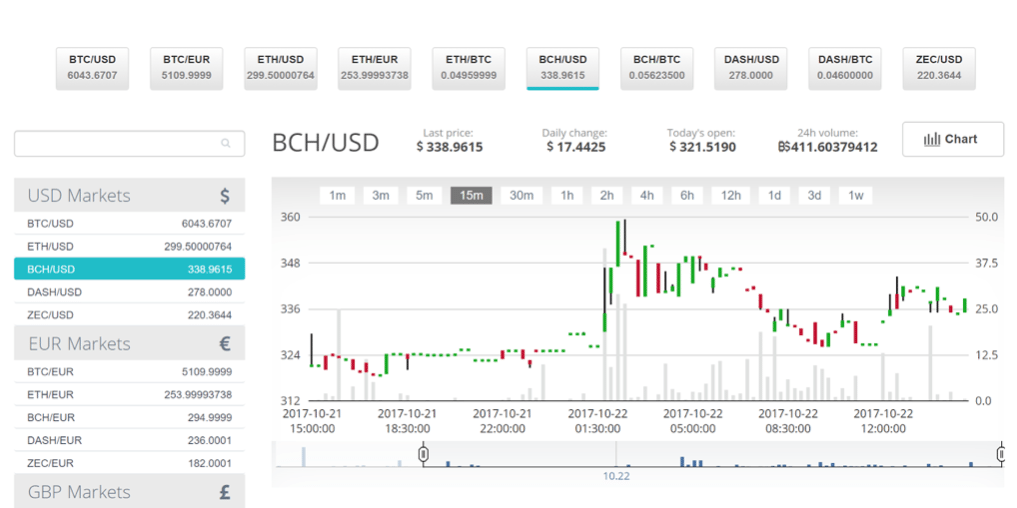 BTC/USD BTC/EUR ETH/USD ETH/EUR ETH/BTC BCH/USD BCH/BTC DASH/USD DASH/BTC ZEC/USD
6043.6707 5109.9999 299.50000764 253.99993738 0.04959999 338.9615 0.05623500 278.0000 0.04600000 220.3644
BCH/USD
Last price: Daily change: Today's open: 24h volume:
$ 338.9615 $ 17.4425 $ 321.5190 411.60379412
Chart
USD Markets $
BTC/USD 6043.6707
ETH/USD 299.50000764
BCH/USD 338.9615
DASH/USD 278.0000
ZEC/USD 220.3644
EUR Markets €
BTC/EUR 5109.9999
ETH/EUR 253.99993738
BCH/EUR 294.9999
DASH/EUR 236.0001
ZEC/EUR 182.0001
GBP Markets £
1m 3m 5m 15m 30m 1h 2h 4h 6h 12h 1d 3d 1w
360 50.0
348 37.5
336 25.0
324 12.5
312 0.0
2017-10-21 2017-10-21 2017-10-21 2017-10-22 2017-10-22 2017-10-22 2017-10-22
15:00:00 18:30:00 22:00:00 01:30:00 05:00:00 08:30:00 12:00:00
10.22